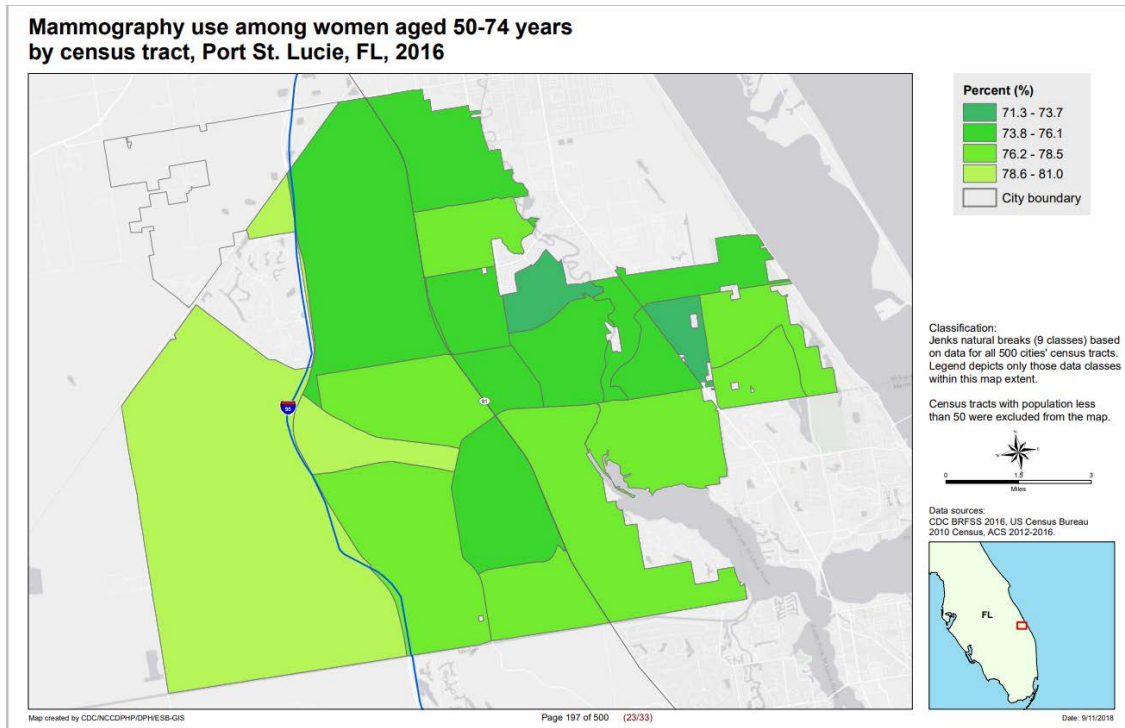 Mammography use among women aged 50-74 years
by census tract, Port St. Lucie, FL, 2016
Percent (%)
71.3 - 73.7
73.8 - 76.1
76.2 - 78.5
78.6 - 81.0
City boundary
95
91
Classification:
Jenks natural breaks (9 classes) based
on data for all 500 cities' census tracts.
Legend depicts only those data classes
within this map extent.
Census tracts with population less
than 50 were excluded from the map.
N
W
E
S
0
1.5
3
Miles
Data sources:
CDC BRFSS 2016, US Census Bureau
2010 Census, ACS 2012-2016.
FL
Map created by CDC/NCCDPHP/DPH/ESB-GIS
Page 197 of 500 (23/33)
Date: 9/11/2018